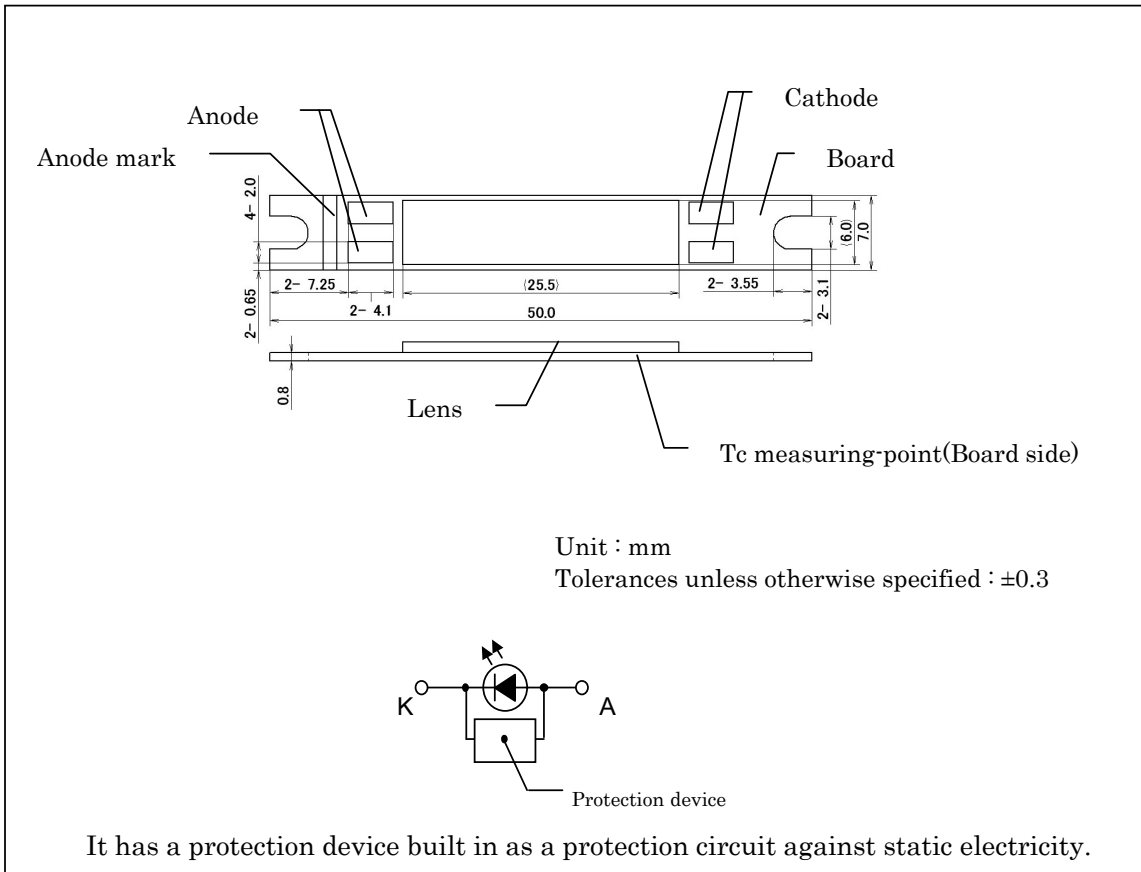 Anode
Cathode
Anode mark
Board
4- 2.0
(6.0)
7.0
2- 7.25
(25.5)
2- 3.55
2- 3.1
2- 0.65
2- 4.1
50.0
0.8
Lens
Tc measuring-point(Board side)
Unit : mm
Tolerances unless otherwise specified : ±0.3
K
A
Protection device
It has a protection device built in as a protection circuit against static electricity.